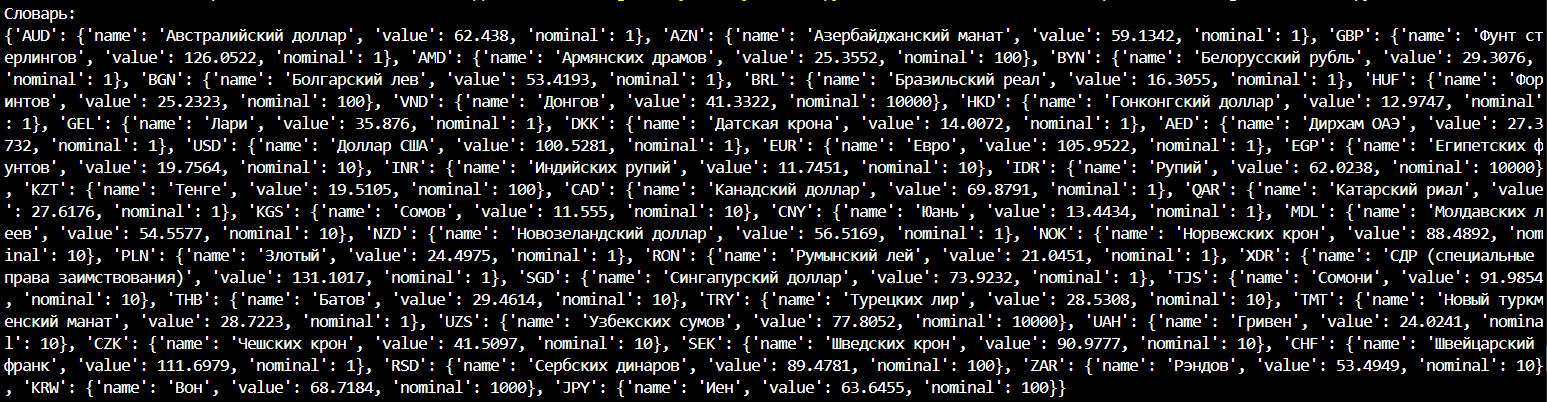 Словарь:
{'AUD': {'name': 'Австралийский доллар', 'value': 62.438, 'nominal': 1}, 'AZN': {'name': 'Азербайджанский манат', 'value': 59.1342, 'nominal': 1}, 'GBP': {'name': 'Фунт ст
ерлингов', 'value': 126.0522, 'nominal': 1}, 'AMD': {'name': 'Армянских драмов', 'value': 25.3552, 'nominal': 100}, 'BYN': {'name': 'Белорусский рубль', 'value': 29.3076,
'nominal': 1}, 'BGN': {'name': 'Болгарский лев', 'value': 53.4193, 'nominal': 1}, 'BRL': {'name': 'Бразильский реал', 'value': 16.3055, 'nominal': 1}, 'HUF': {'name': 'Фор
интов', 'value': 25.2323, 'nominal': 100}, 'VND': {'name': 'Донгов', 'value': 41.3322, 'nominal': 10000}, 'HKD': {'name': 'Гонконгский доллар', 'value': 12.9747, 'nominal'
: 1}, 'GEL': {'name': 'Лари', 'value': 35.876, 'nominal': 1}, 'DKK': {'name': 'Датская крона', 'value': 14.0072, 'nominal': 1}, 'AED': {'name': 'Дирхам ОАЭ', 'value': 27.3
732, 'nominal': 1}, 'USD': {'name': 'Доллар США', 'value': 100.5281, 'nominal': 1}, 'EUR': {'name': 'Евро', 'value': 105.9522, 'nominal': 1}, 'EGP': {'name': 'Египетских ф
унтов', 'value': 19.7564, 'nominal': 10}, 'INR': {'name': 'Индийских рупий', 'value': 11.7451, 'nominal': 10}, 'IDR': {'name': 'Рупий', 'value': 62.0238, 'nominal': 10000}
, 'KZT': {'name': 'Тенге', 'value': 19.5105, 'nominal': 100}, 'CAD': {'name': 'Канадский доллар', 'value': 69.8791, 'nominal': 1}, 'QAR': {'name': 'Катарский риал', 'value
': 27.6176, 'nominal': 1}, 'KGS': {'name': 'Сомов', 'value': 11.555, 'nominal': 10}, 'CNY': {'name': 'Юань', 'value': 13.4434, 'nominal': 1}, 'MDL': {'name': 'Молдавских л
еев', 'value': 54.5577, 'nominal': 10}, 'NZD': {'name': 'Новозеландский доллар', 'value': 56.5169, 'nominal': 1}, 'NOK': {'name': 'Норвежских крон', 'value': 88.4892, 'nom
inal': 10}, 'PLN': {'name': 'Злотый', 'value': 24.4975, 'nominal': 1}, 'RON': {'name': 'Румынский лей', 'value': 21.0451, 'nominal': 1}, 'XDR': {'name': 'СДР (специальные
права заимствования)', 'value': 131.1017, 'nominal': 1}, 'SGD': {'name': 'Сингапурский доллар', 'value': 73.9232, 'nominal': 1}, 'TJS': {'name': 'Сомони', 'value': 91.9854
, 'nominal': 10}, 'THB': {'name': 'Батов', 'value': 29.4614, 'nominal': 10}, 'TRY': {'name': 'Турецких лир', 'value': 28.5308, 'nominal': 10}, 'TMT': {'name': 'Новый туркм
енский манат', 'value': 28.7223, 'nominal': 1}, 'UZS': {'name': 'Узбекских сумов', 'value': 77.8052, 'nominal': 10000}, 'UAH': {'name': 'Гривен', 'value': 24.0241, 'nomina
l': 10}, 'CZK': {'name': 'Чешских крон', 'value': 41.5097, 'nominal': 10}, 'SEK': {'name': 'Шведских крон', 'value': 90.9777, 'nominal': 10}, 'CHF': {'name': 'Швейцарский
франк', 'value': 111.6979, 'nominal': 1}, 'RSD': {'name': 'Сербских динаров', 'value': 89.4781, 'nominal': 100}, 'ZAR': {'name': 'Рэндов', 'value': 53.4949, 'nominal': 10}
, 'KRW': {'name': 'Вон', 'value': 68.7184, 'nominal': 1000}, 'JPY': {'name': 'Иен', 'value': 63.6455, 'nominal': 100}}